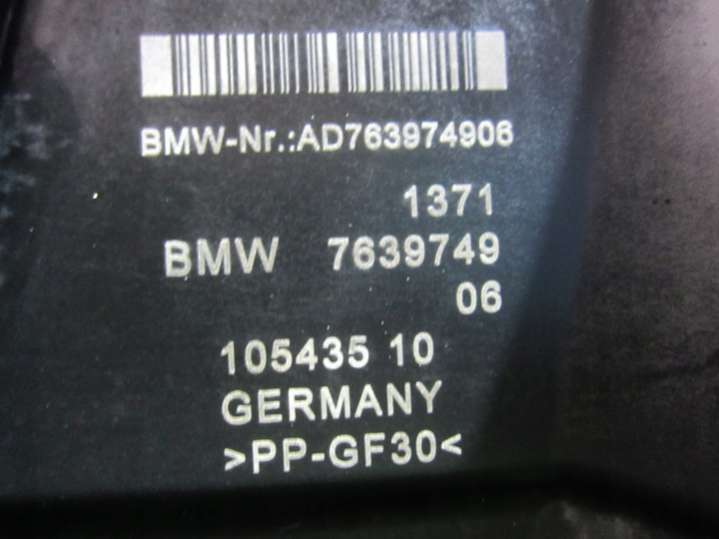 BMW-Nr.:AD763974906
1371
BMW 7639749
06
105435 10
GERMANY
>PP-GF30<